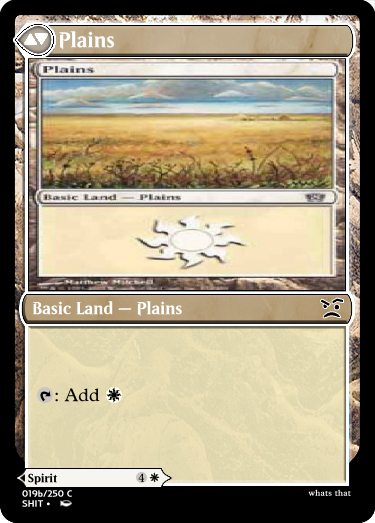 Plains
Plains
Basic Land — Plains
Matthew Mitchell
Basic Land — Plains
: Add
Spirit 4
019b/250 C
SHIT •
whats that